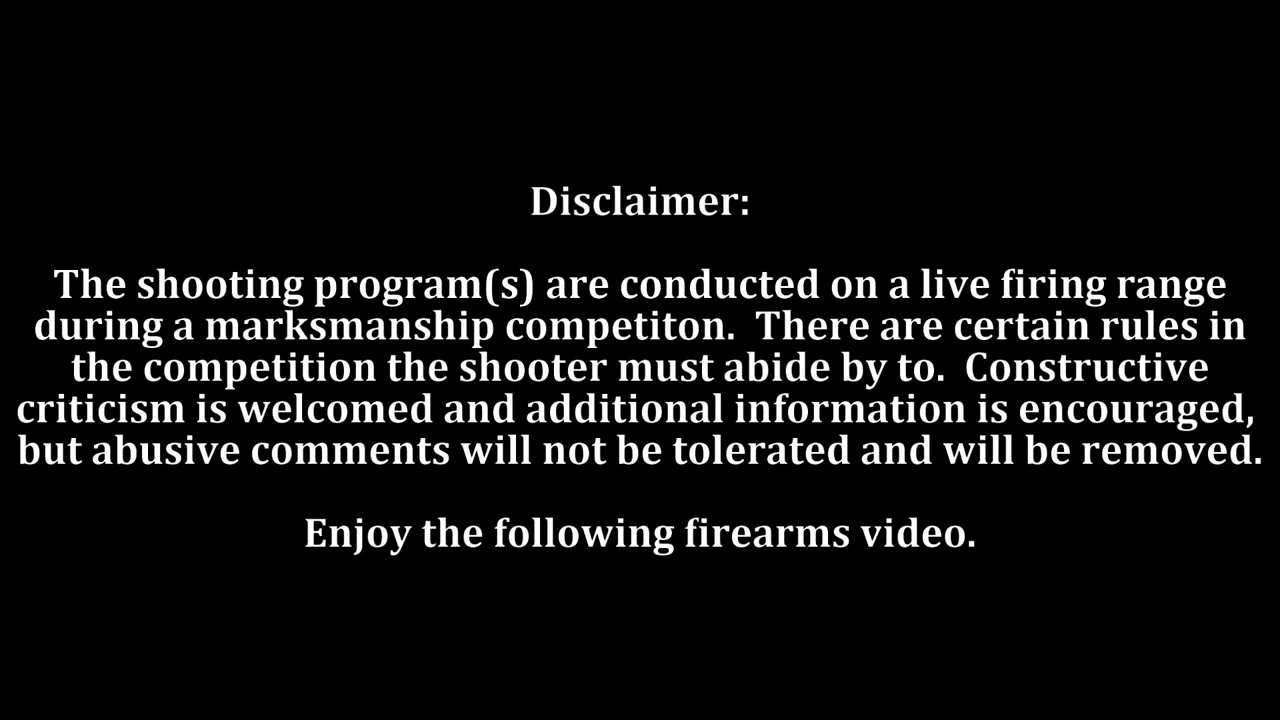 Disclaimer:
The shooting program(s) are conducted on a live firing range
during a marksmanship competiton.  There are certain rules in
the competition the shooter must abide by to.  Constructive
criticism is welcomed and additional information is encouraged,
but abusive comments will not be tolerated and will be removed.
Enjoy the following firearms video.